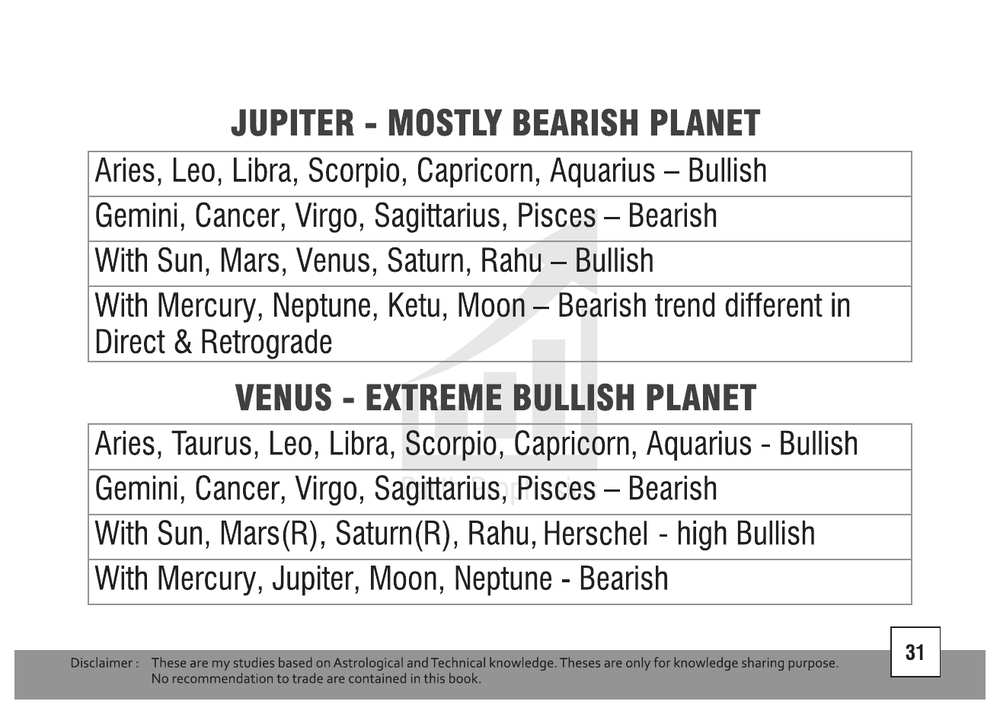 JUPITER - MOSTLY BEARISH PLANET
Aries, Leo, Libra, Scorpio, Capricorn, Aquarius – Bullish
Gemini, Cancer, Virgo, Sagittarius, Pisces – Bearish
With Sun, Mars, Venus, Saturn, Rahu – Bullish
With Mercury, Neptune, Ketu, Moon – Bearish trend different in
Direct & Retrograde
VENUS - EXTREME BULLISH PLANET
Aries, Taurus, Leo, Libra, Scorpio, Capricorn, Aquarius - Bullish
Gemini, Cancer, Virgo, Sagittarius, Pisces – Bearish
With Sun, Mars(R), Saturn(R), Rahu, Herschel - high Bullish
With Mercury, Jupiter, Moon, Neptune - Bearish
31
Disclaimer : These are my studies based on Astrological and Technical knowledge. Theses are only for knowledge sharing purpose.
No recommendation to trade are contained in this book.